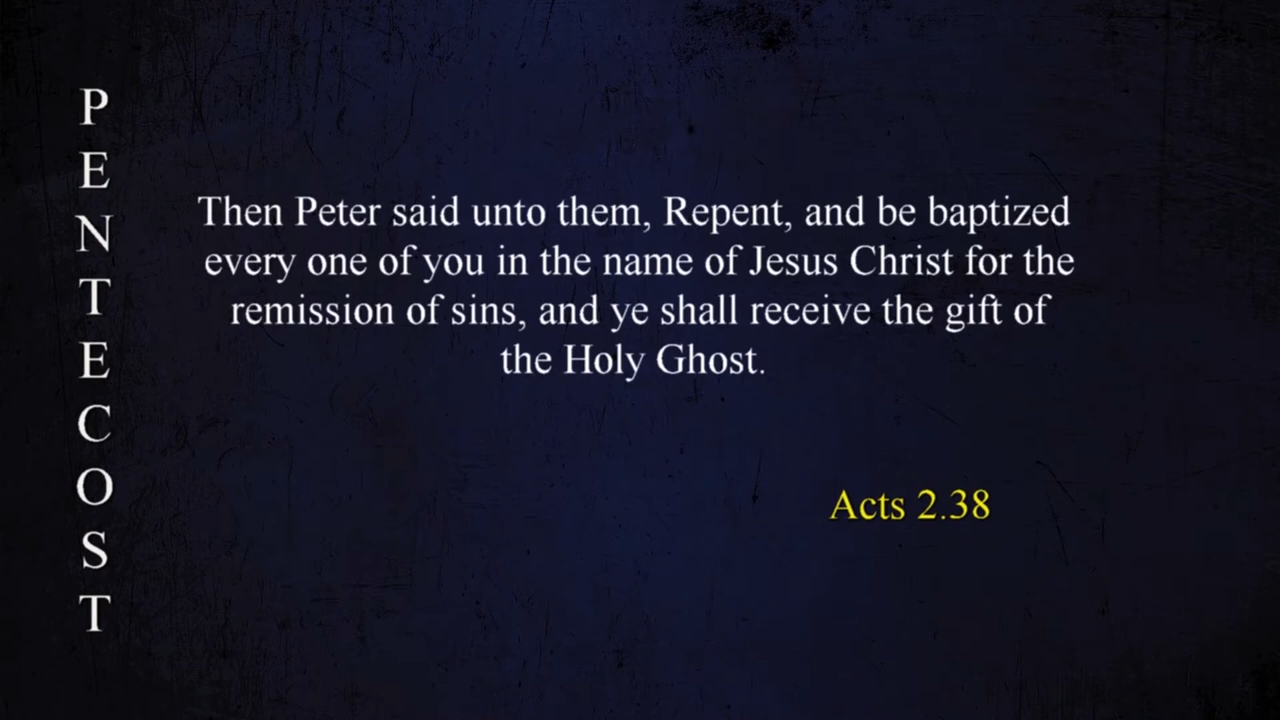 PENTECOST
Then Peter said unto them, Repent, and be baptized
every one of you in the name of Jesus Christ for the
remission of sins, and ye shall receive the gift of
the Holy Ghost.
Acts 2.38